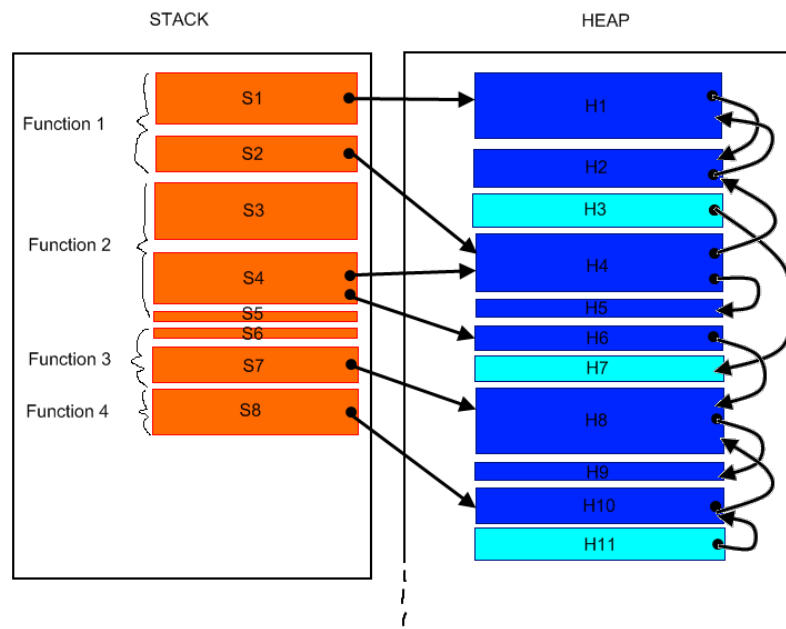 STACK
HEAP
Function 1
S1
S2
Function 2
S3
S4
S5
Function 3
S6
S7
Function 4
S8
H1
H2
H3
H4
H5
H6
H7
H8
H9
H10
H11